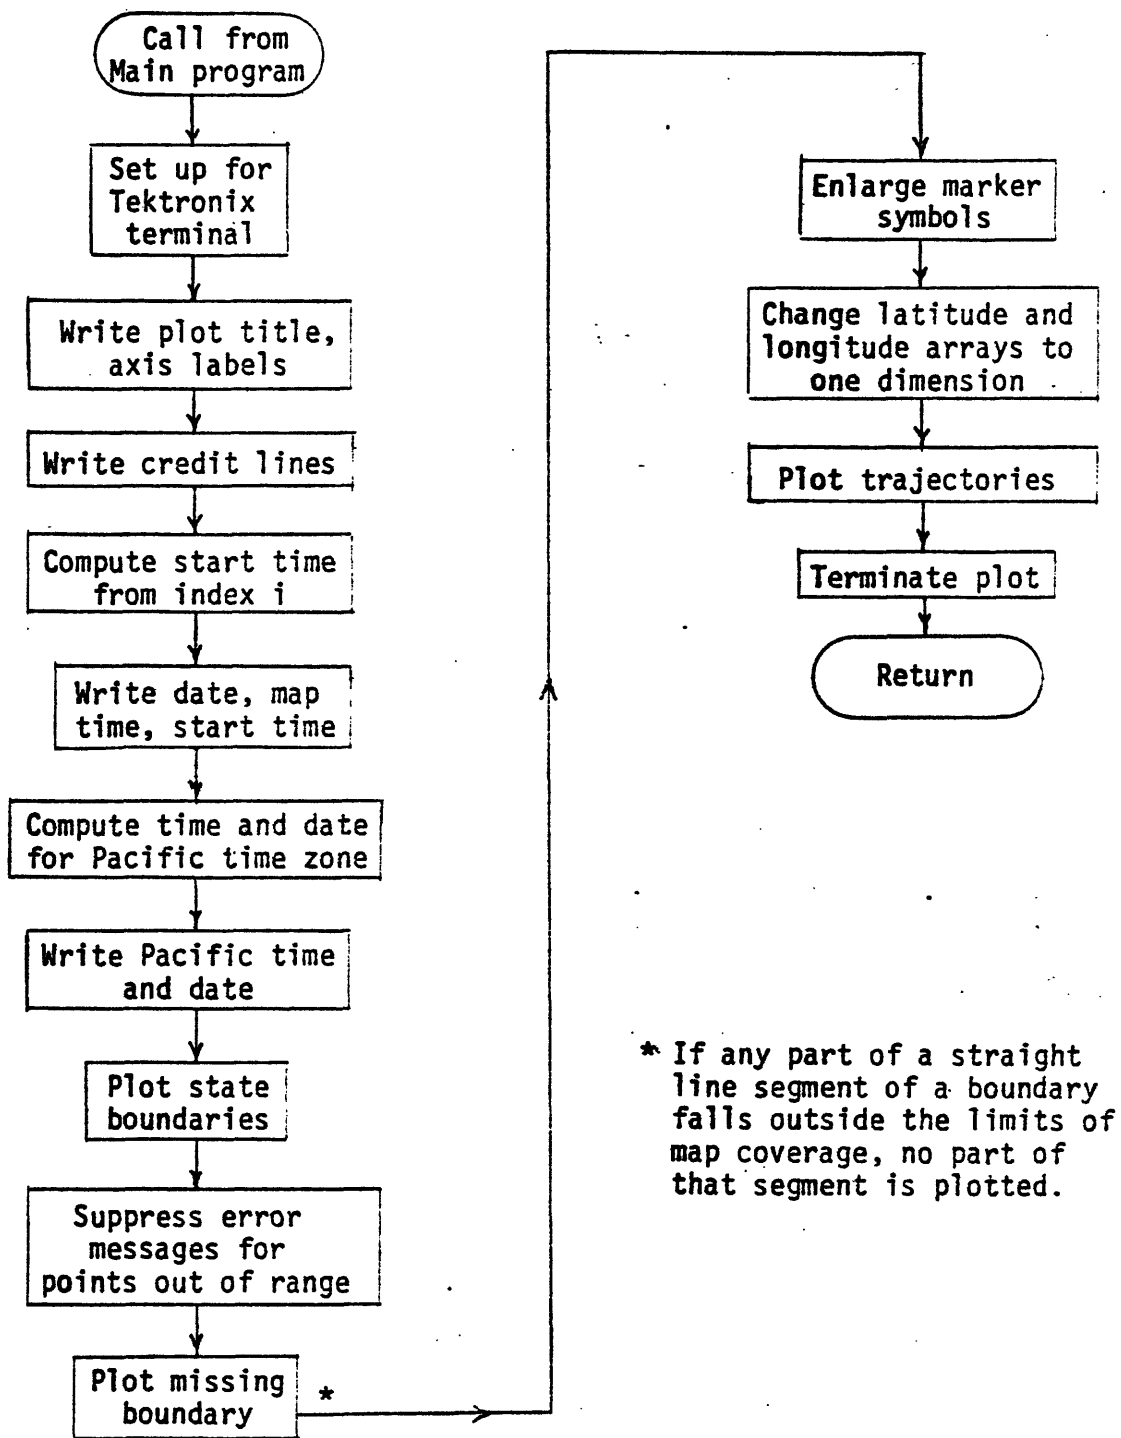 Call from
Main program
Set up for
Tektronix
terminal
Write plot title,
axis labels
Write credit lines
Compute start time
from index i
Write date, map
time, start time
Compute time and date
for Pacific time zone
Write Pacific time
and date
Plot state
boundaries
Suppress error
messages for
points out of range
Plot missing
boundary
*
Enlarge marker
symbols
Change latitude and
longitude arrays to
one dimension
Plot trajectories
Terminate plot
Return
* If any part of a straight
line segment of a boundary
falls outside the limits of
map coverage, no part of
that segment is plotted.